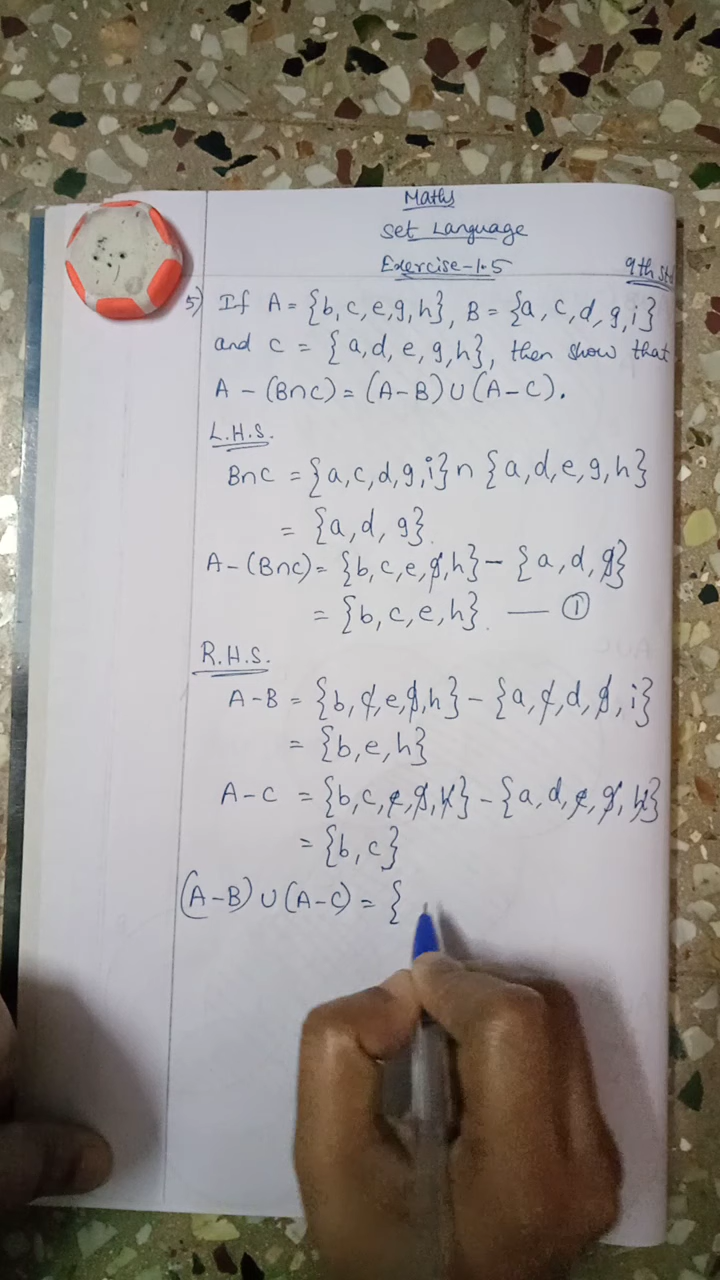 Maths
Set Language
Exercise-1.5
9th std
5) If A = {b, c, e, g, h}, B = {a, c, d, g, i}
and C = {a, d, e, g, h}, then show that
A - (B∩C) = (A-B) ∪ (A-C).
L.H.S.
B∩C = {a, c, d, g, i} ∩ {a, d, e, g, h}
= {a, d, g}
A-(B∩C) = {b, c, e, g, h} - {a, d, g}
= {b, c, e, h}. — ①
R.H.S.
A-B = {b, c, e, g, h} - {a, c, d, g, i}
= {b, e, h}
A-C = {b, c, e, g, h} - {a, d, e, g, h}
= {b, c}
(A-B) ∪ (A-C) = {